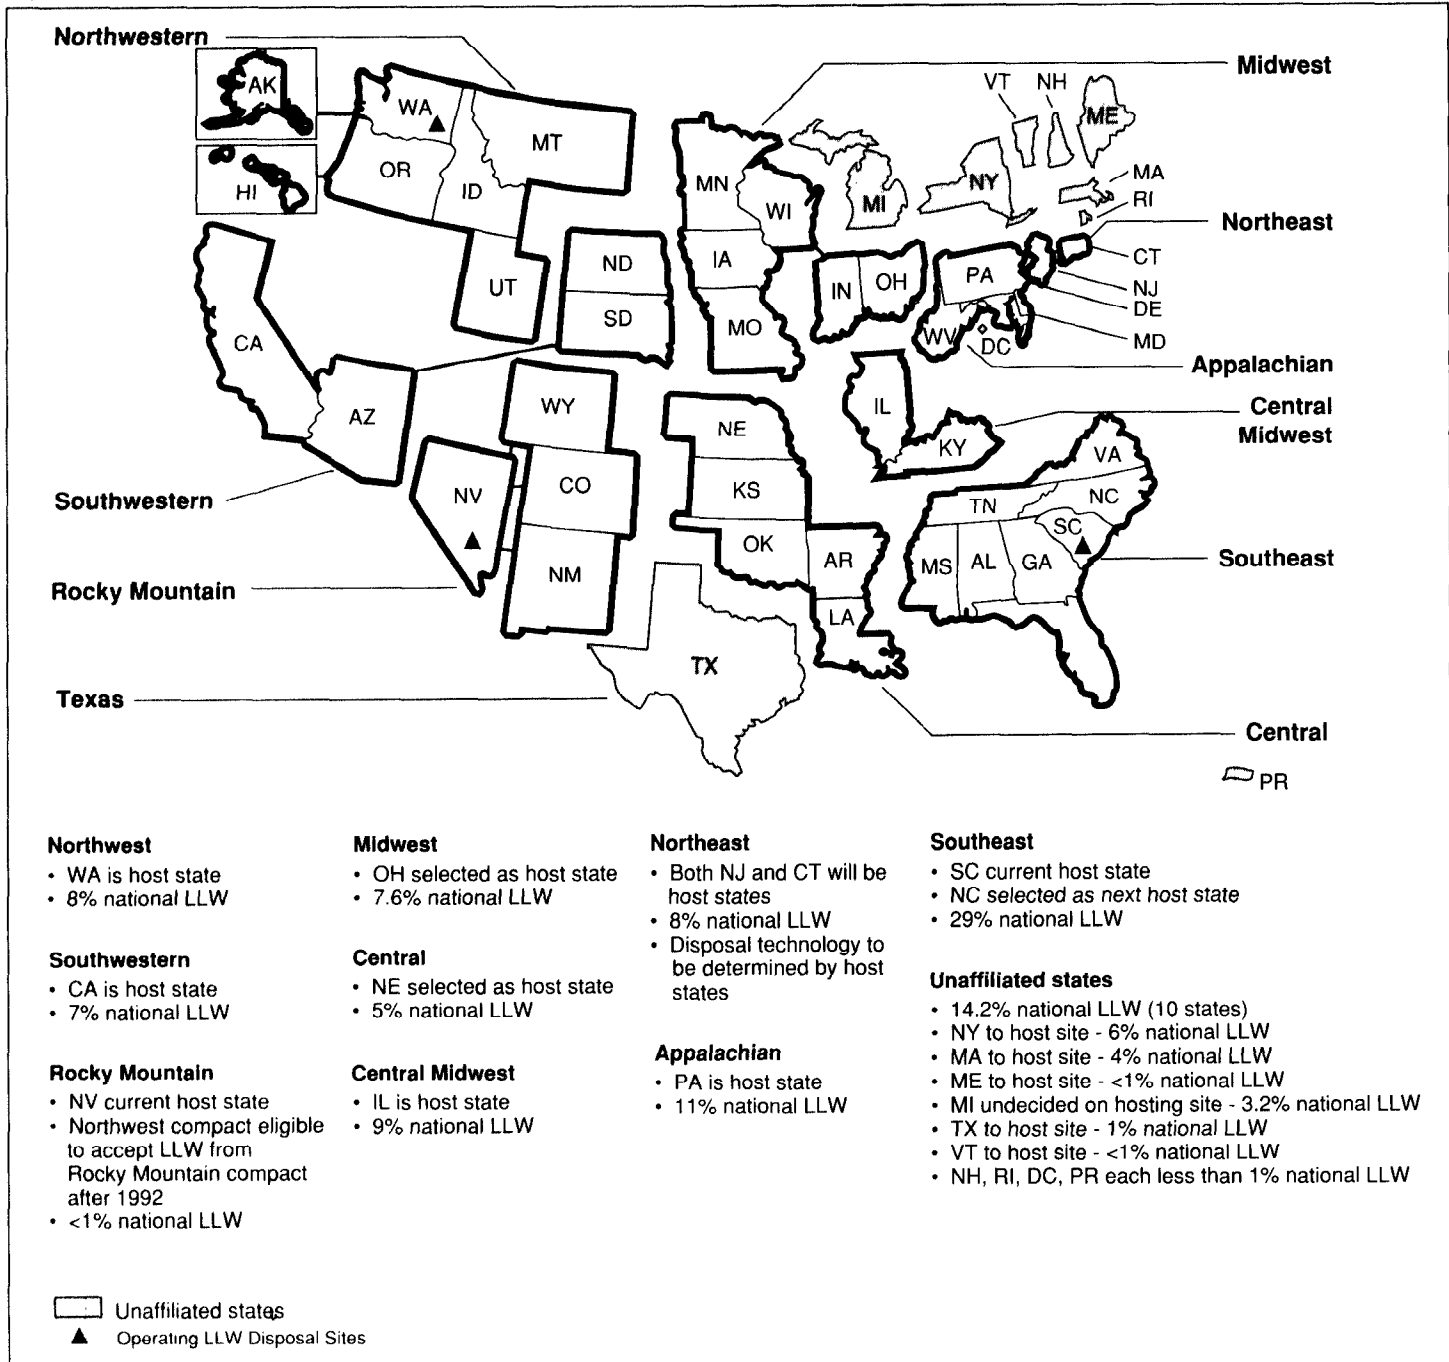 Northwestern
Midwest
AK
HI
WA
OR
ID
MT
UT
CA
AZ
ND
SD
WY
NV
CO
NM
MN
WI
IA
MO
MI
IN
OH
NE
KS
OK
AR
LA
TX
IL
KY
VT
NH
ME
NY
MA
RI
Northeast
CT
NJ
DE
MD
PA
WV
DC
Appalachian
Central
Midwest
VA
TN
NC
SC
MS
AL
GA
Southeast
Southwestern
Rocky Mountain
Texas
Central
PR
Northwest
• WA is host state
• 8% national LLW
Southwestern
• CA is host state
• 7% national LLW
Rocky Mountain
• NV current host state
• Northwest compact eligible
to accept LLW from
Rocky Mountain compact
after 1992
• <1% national LLW
Midwest
• OH selected as host state
• 7.6% national LLW
Central
• NE selected as host state
• 5% national LLW
Central Midwest
• IL is host state
• 9% national LLW
Northeast
• Both NJ and CT will be
host states
• 8% national LLW
• Disposal technology to
be determined by host
states
Appalachian
• PA is host state
• 11% national LLW
Southeast
• SC current host state
• NC selected as next host state
• 29% national LLW
Unaffiliated states
• 14.2% national LLW (10 states)
• NY to host site - 6% national LLW
• MA to host site - 4% national LLW
• ME to host site - <1% national LLW
• MI undecided on hosting site - 3.2% national LLW
• TX to host site - 1% national LLW
• VT to host site - <1% national LLW
• NH, RI, DC, PR each less than 1% national LLW
Unaffiliated states
Operating LLW Disposal Sites